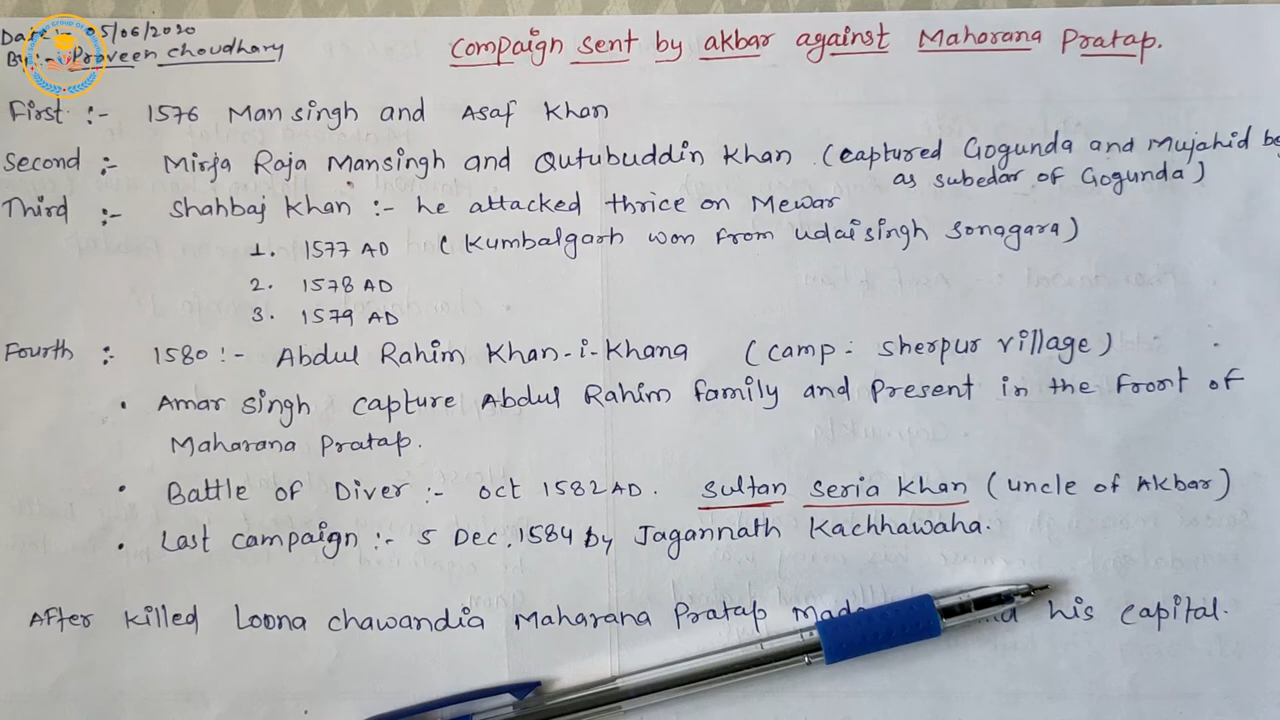 Date :- 05/06/2020
By :- Praveen Choudhary
Compaign sent by akbar against Maharana Pratap.
First :- 1576 Man singh and Asaf Khan
Second :- Mirja Raja Mansingh and Qutubuddin Khan (captured Gogunda and Mujahid be
as subedar of Gogunda)
Third :- Shahbaj Khan :- he attacked thrice on Mewar
1. 1577 AD (Kumbalgarh won from udaisingh Sonagara)
2. 1578 AD
3. 1579 AD
Fourth :- 1580 :- Abdul Rahim Khan-i-Khana (camp: Sherpur village)
• Amar singh capture Abdul Rahim family and present in the front of
Maharana Pratap.
• Battle of Diver :- Oct 1582 AD. Sultan Seria Khan (uncle of Akbar)
• Last campaign :- 5 Dec. 1584 by Jagannath Kachhawaha.
After killed Loona chawandia Maharana Pratap made his capital.